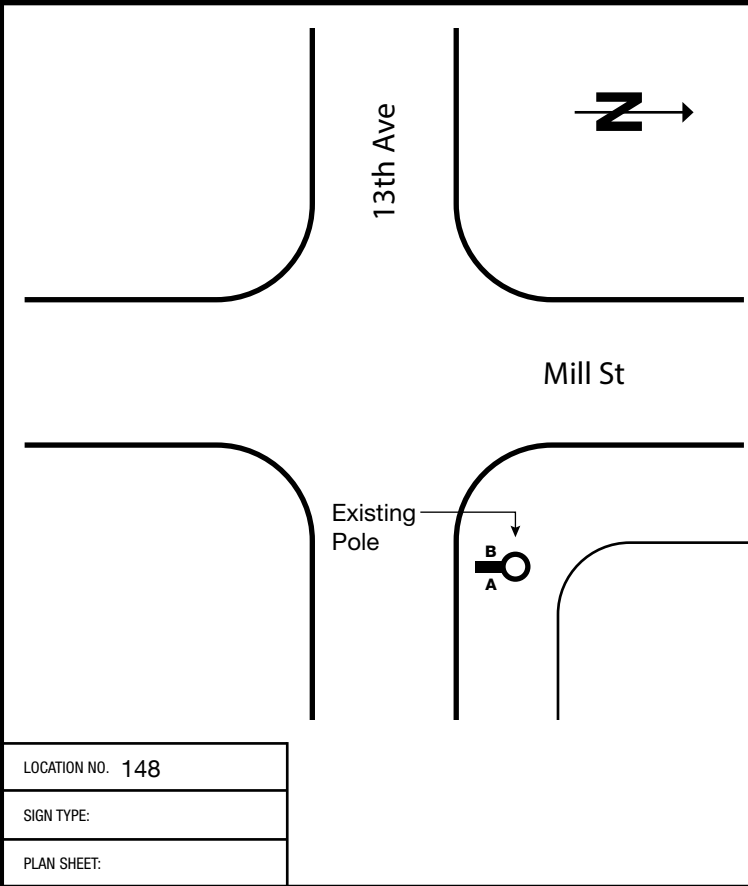 13th Ave
N
Mill St
Existing
Pole
B
A
LOCATION NO. 148
SIGN TYPE:
PLAN SHEET: